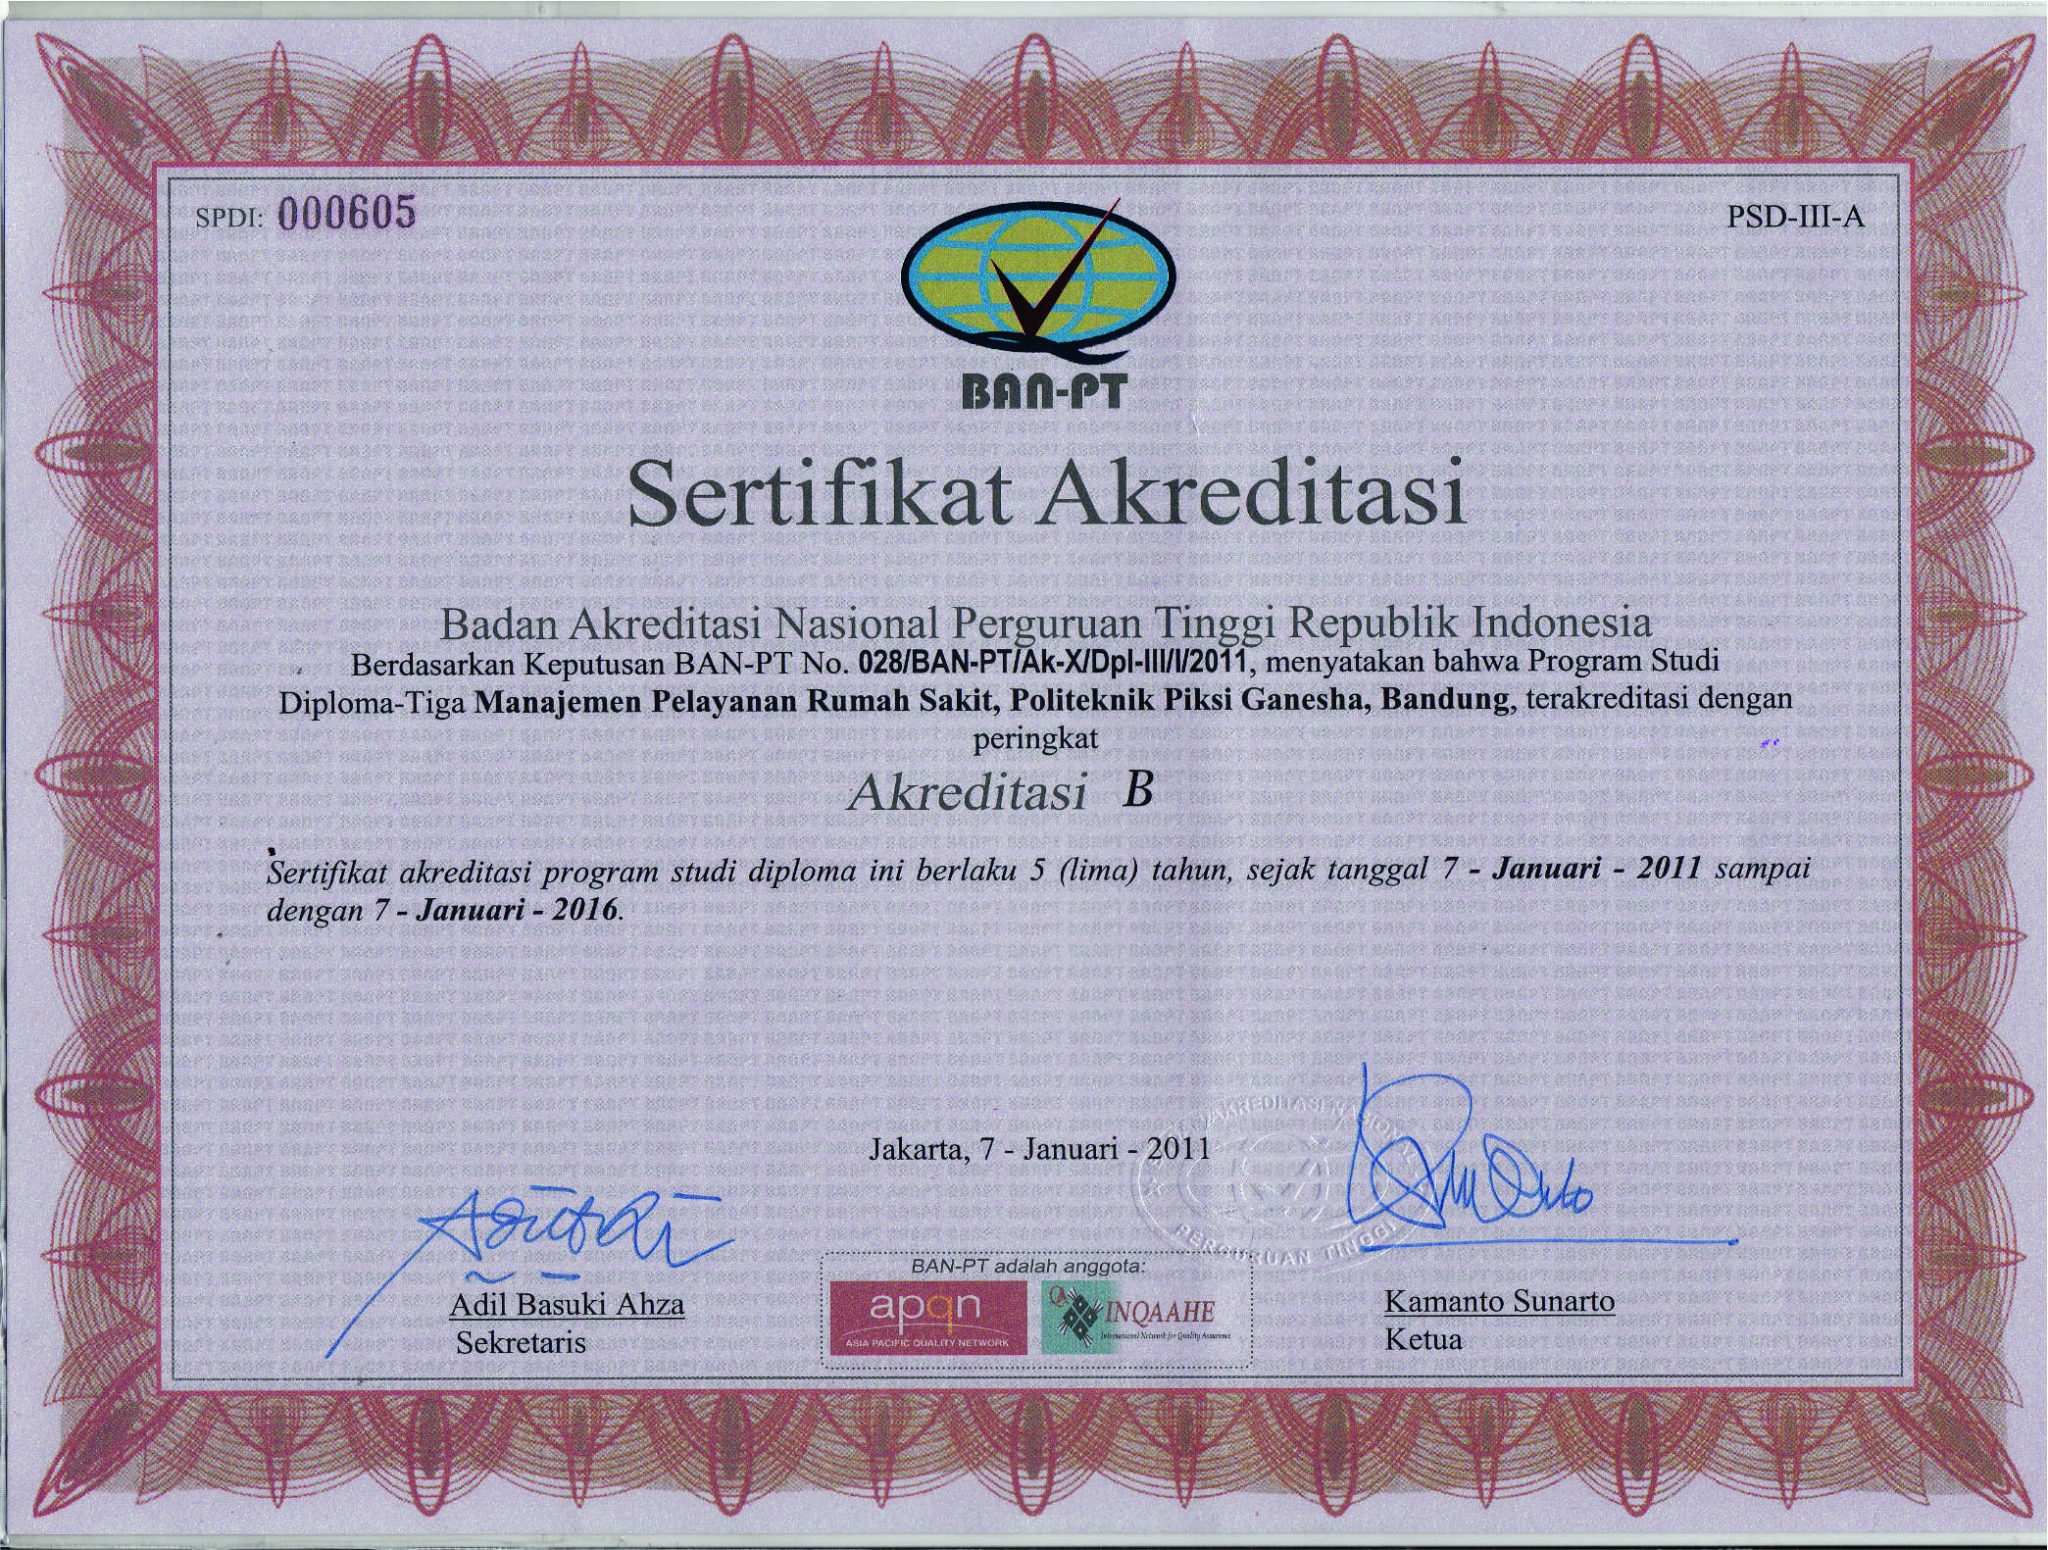 SPDI: 000605
PSD-III-A
BAN-PT
Sertifikat Akreditasi
Badan Akreditasi Nasional Perguruan Tinggi Republik Indonesia
Berdasarkan Keputusan BAN-PT No. 028/BAN-PT/Ak-X/Dpl-III/I/2011, menyatakan bahwa Program Studi
Diploma-Tiga Manajemen Pelayanan Rumah Sakit, Politeknik Piksi Ganesha, Bandung, terakreditasi dengan
peringkat
Akreditasi B
Sertifikat akreditasi program studi diploma ini berlaku 5 (lima) tahun, sejak tanggal 7 - Januari - 2011 sampai
dengan 7 - Januari - 2016.
Jakarta, 7 - Januari - 2011
PERGURUAN TINGGI
BAN-PT adalah anggota:
apqn
ASIA PACIFIC QUALITY NETWORK
QA
INQAAHE
International Network for Quality Assurance
Adil Basuki Ahza
Sekretaris
Kamanto Sunarto
Ketua